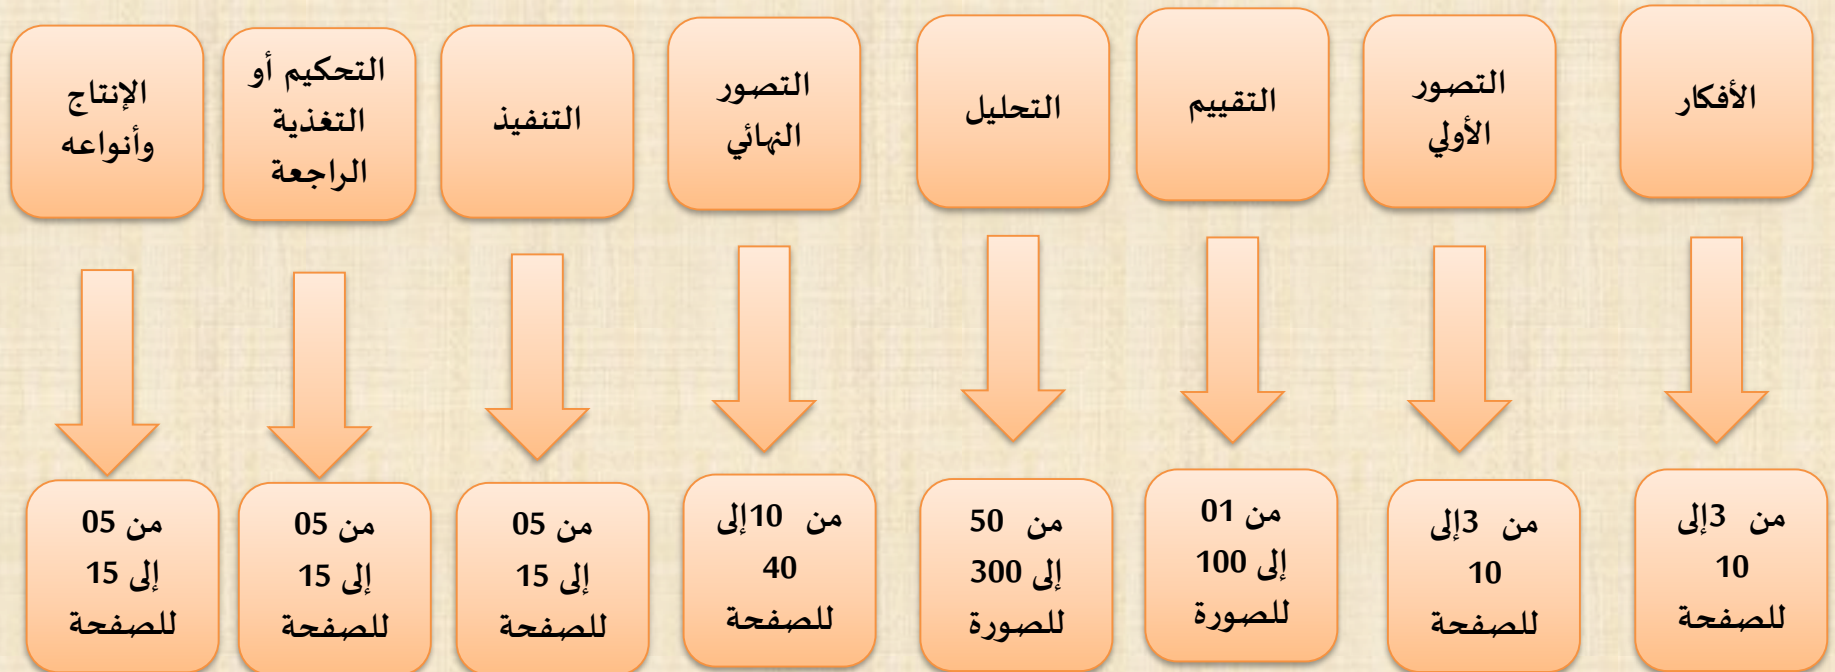 الأفكار
التصور
الأولي
التقييم
التحليل
التصور
النهائي
التنفيذ
التحكيم أو
التغذية
الراجعة
الإنتاج
وأنواعه
من 3إلى
10
للصفحة
من 3إلى
10
للصفحة
من 01
إلى 100
للصورة
من 50
إلى 300
للصورة
من 10إلى
40
للصفحة
من 05
إلى 15
للصفحة
من 05
إلى 15
للصفحة
من 05
إلى 15
للصفحة